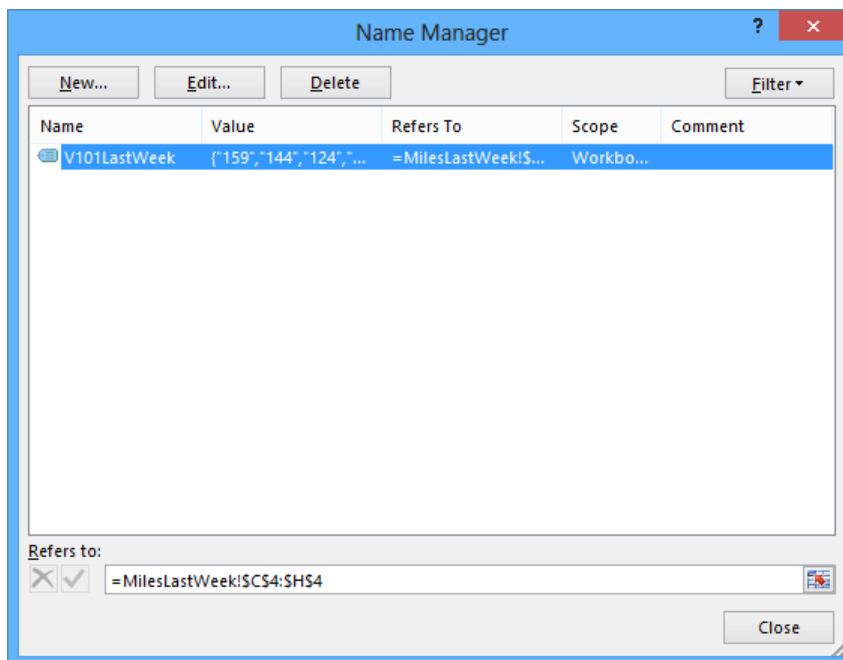 Name Manager ?
New... Edit... Delete Filter
Name Value Refers To Scope Comment
V101LastWeek {"159","144","124","... =MilesLastWeek!$... Workbo...
Refers to:
=MilesLastWeek!$C$4:$H$4
Close